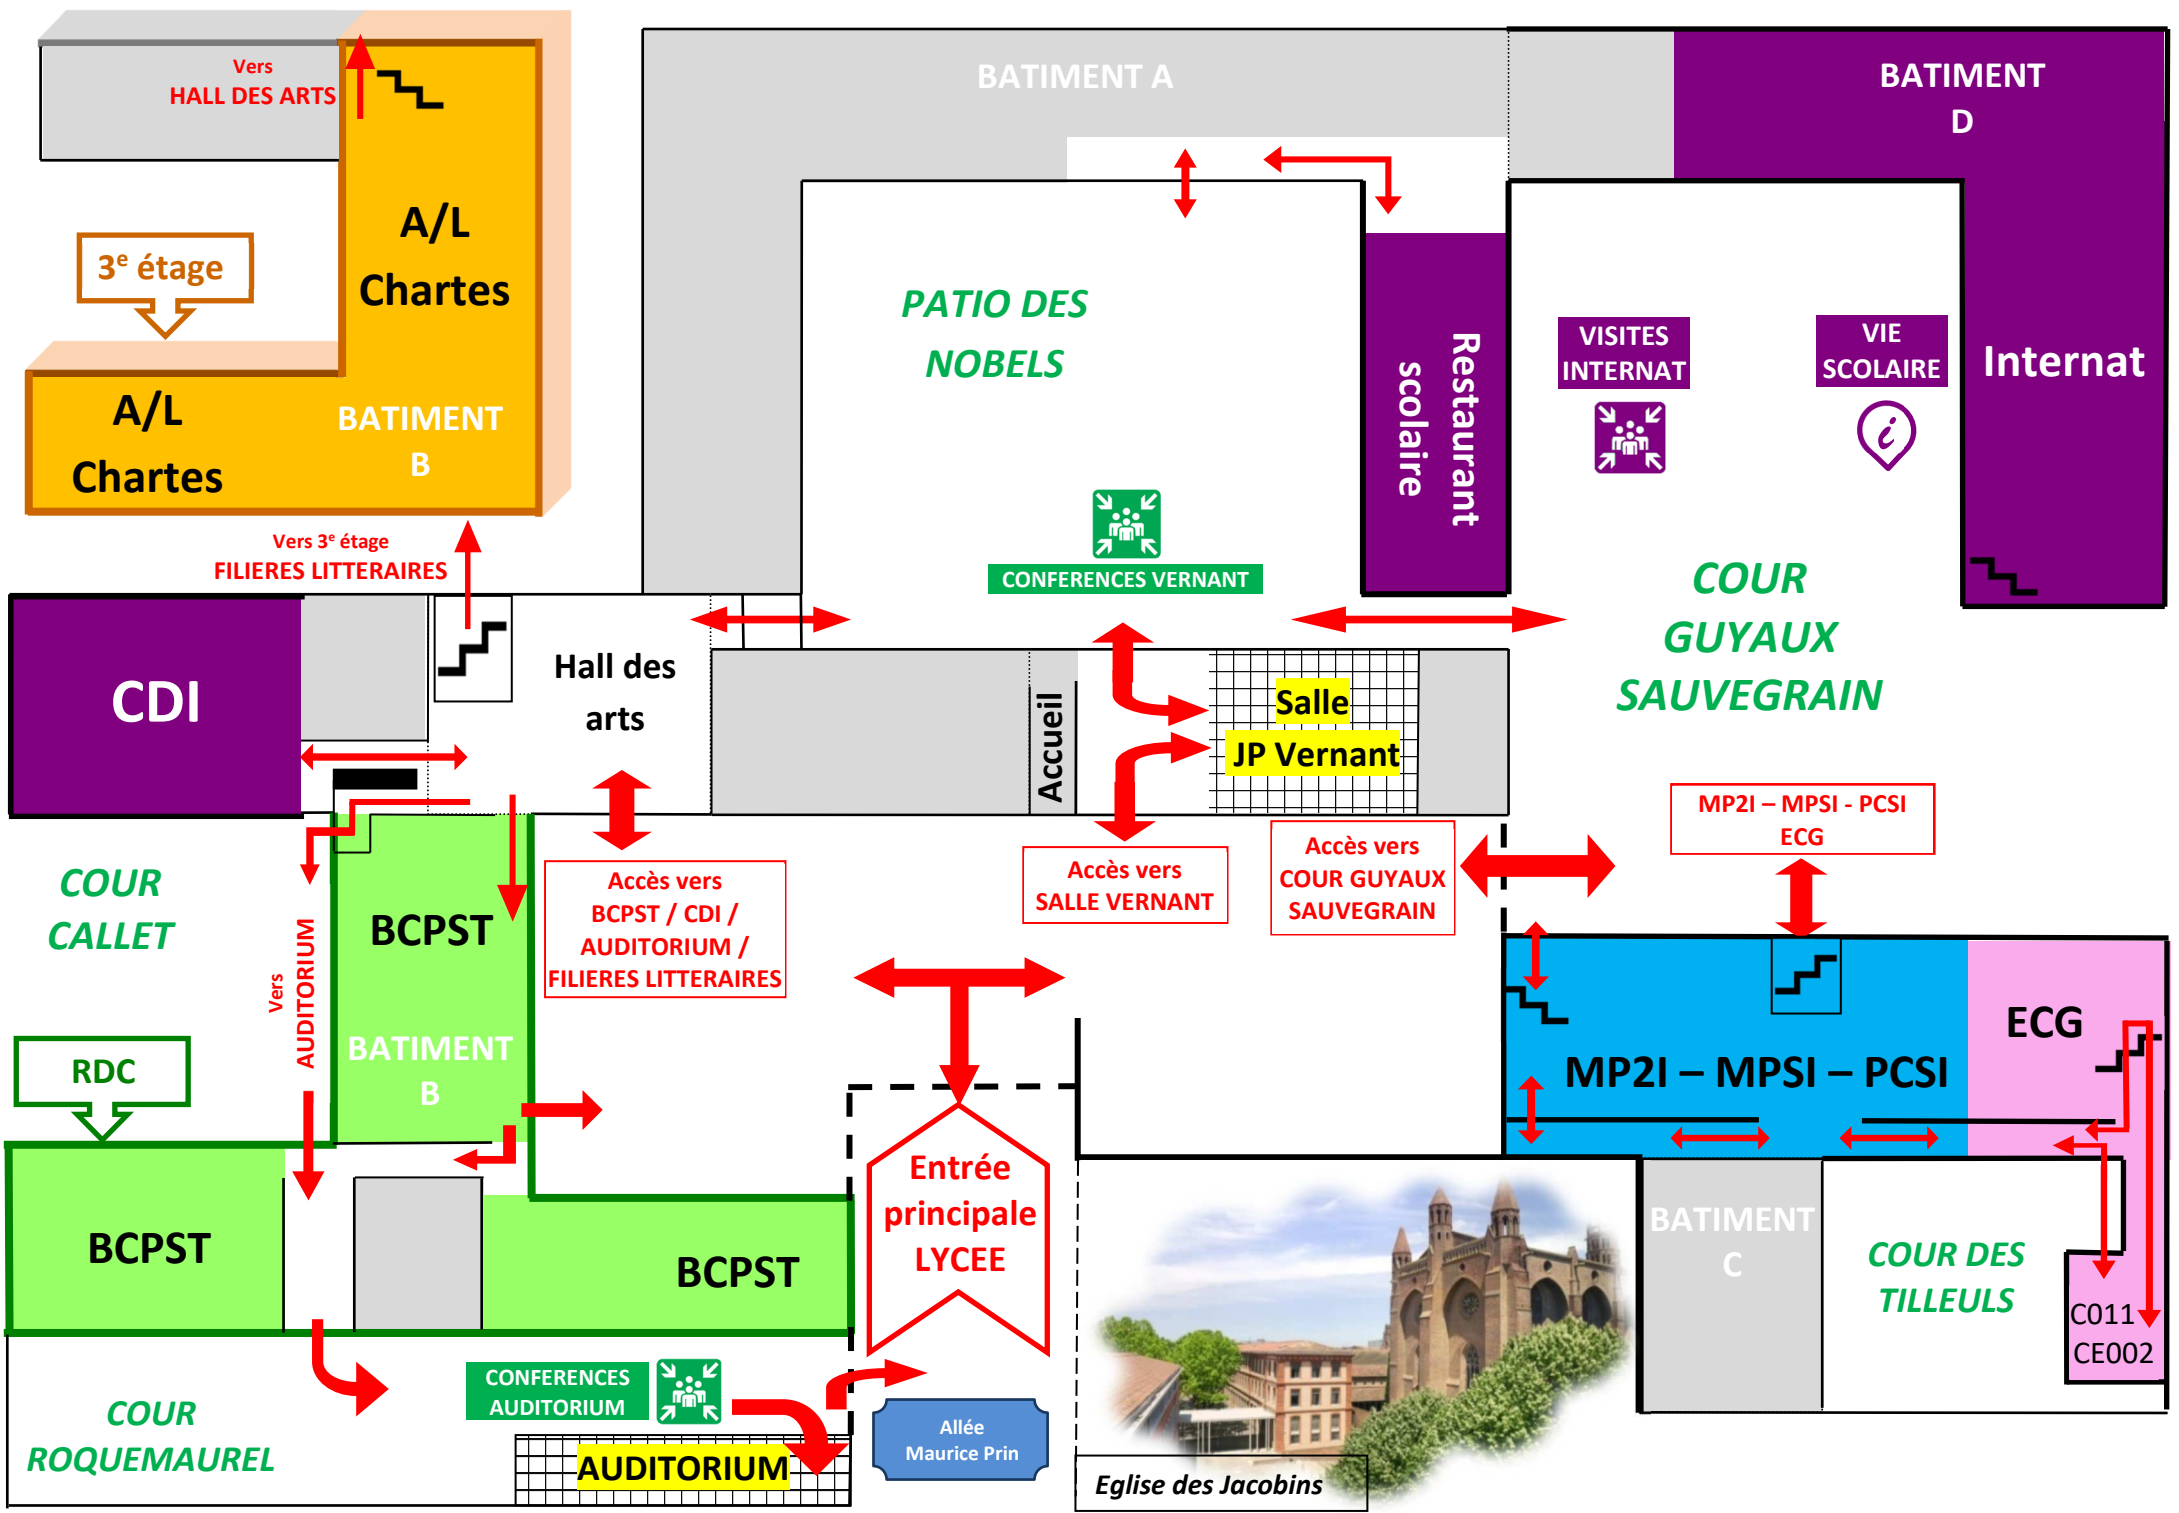 Vers
HALL DES ARTS
A/L
Chartes
3e étage
A/L
Chartes
BATIMENT
B
Vers 3e étage
FILIERES LITTERAIRES
BATIMENT A
BATIMENT
D
PATIO DES
NOBELS
Restaurant
scolaire
VISITES
INTERNAT
VIE
SCOLAIRE
i
Internat
CONFERENCES VERNANT
COUR
GUYAUX
SAUVEGRAIN
CDI
Hall des
arts
Accueil
Salle
JP Vernant
MP2I – MPSI - PCSI
ECG
Accès vers
BCPST / CDI /
AUDITORIUM /
FILIERES LITTERAIRES
Accès vers
SALLE VERNANT
Accès vers
COUR GUYAUX
SAUVEGRAIN
COUR
CALLET
Vers
AUDITORIUM
BCPST
BATIMENT
B
RDC
BCPST
BCPST
Entrée
principale
LYCEE
MP2I – MPSI – PCSI
ECG
BATIMENT
C
COUR DES
TILLEULS
C011
CE002
CONFERENCES
AUDITORIUM
COUR
ROQUEMAUREL
AUDITORIUM
Allée
Maurice Prin
Eglise des Jacobins